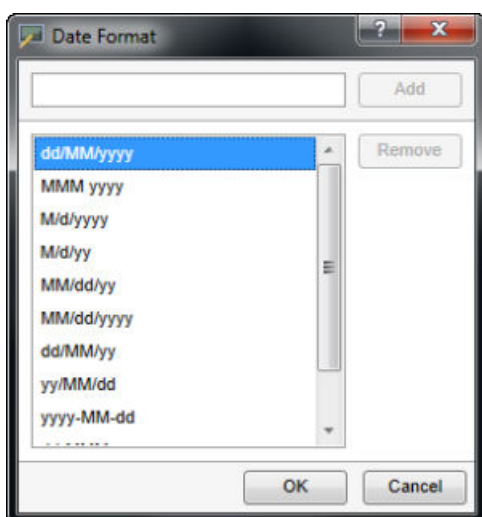 Date Format
?
X
Add
dd/MM/yyyy
Remove
MMM yyyy
M/d/yyyy
M/d/yy
MM/dd/yy
MM/dd/yyyy
dd/MM/yy
yy/MM/dd
yyyy-MM-dd
OK
Cancel